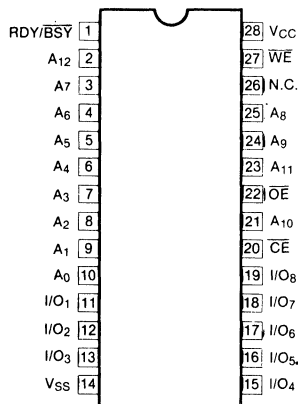 RDY/BSY 1 28 VCC
A12 2 27 WE
A7 3 26 N.C.
A6 4 25 A8
A5 5 24 A9
A4 6 23 A11
A3 7 22 OE
A2 8 21 A10
A1 9 20 CE
A0 10 19 I/O8
I/O1 11 18 I/O7
I/O2 12 17 I/O6
I/O3 13 16 I/O5
VSS 14 15 I/O4